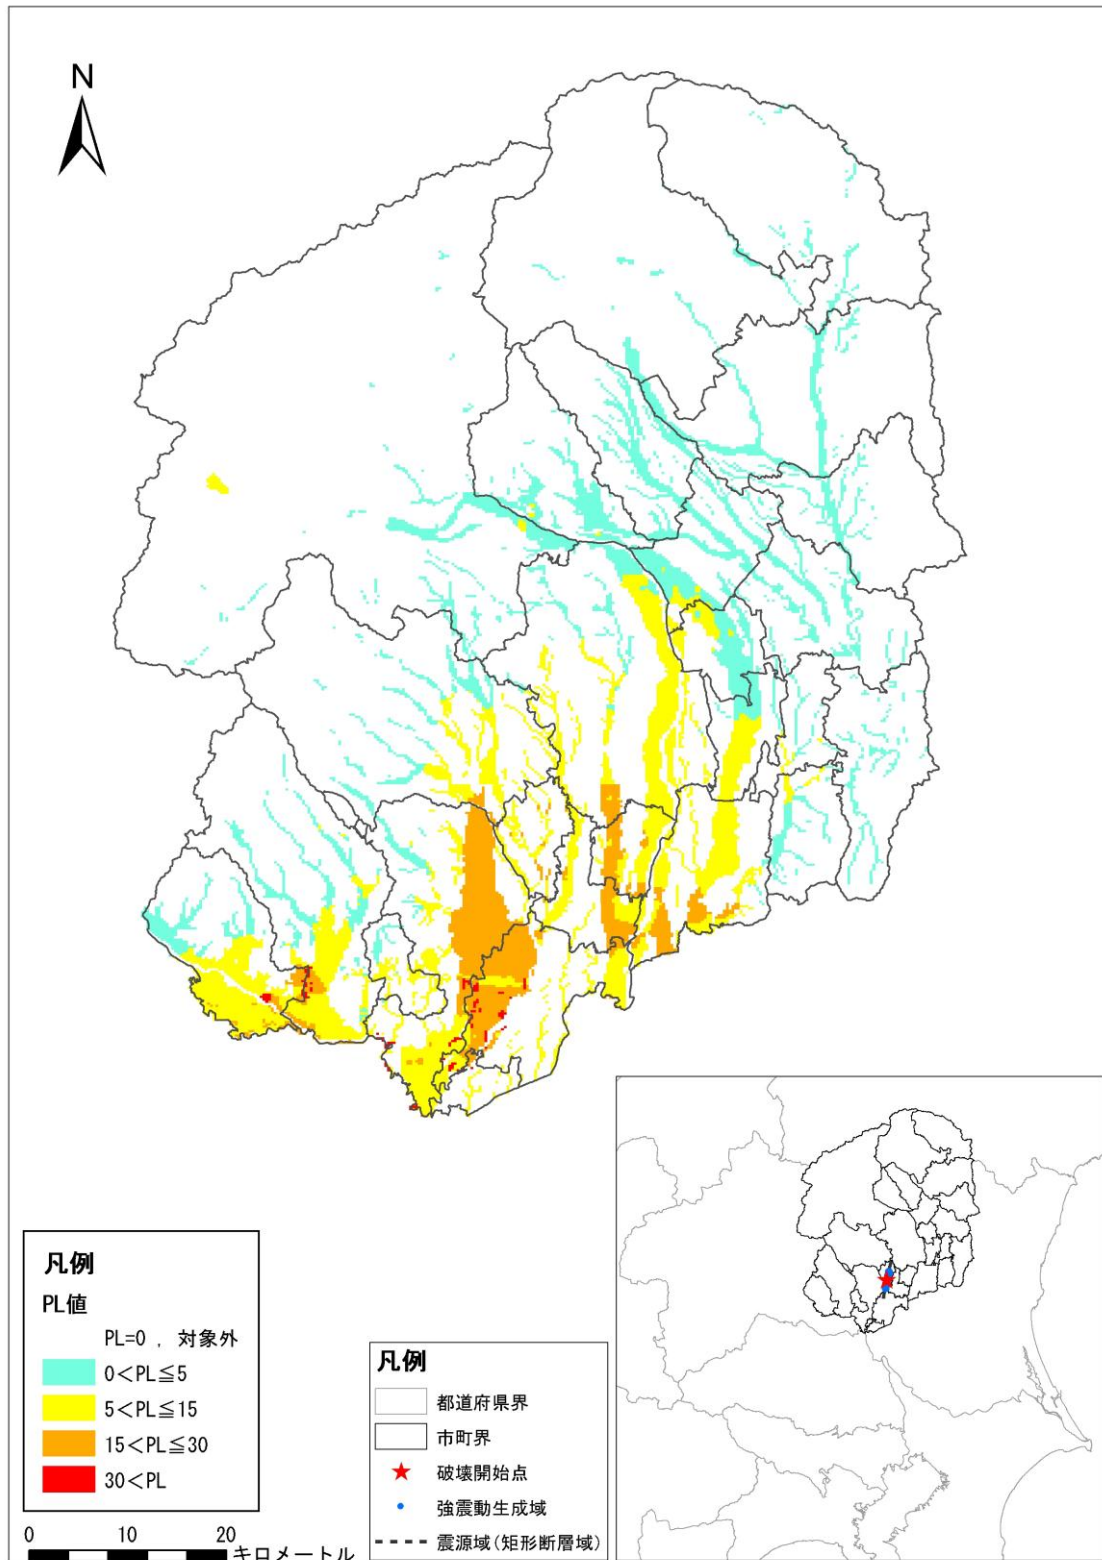 N
凡例
PL値
PL=0 , 対象外
0<PL≦5
5<PL≦15
15<PL≦30
30<PL
0 10 20
キロメートル
凡例
都道府県界
市町界
破壊開始点
強震動生成域
震源域(矩形断層域)